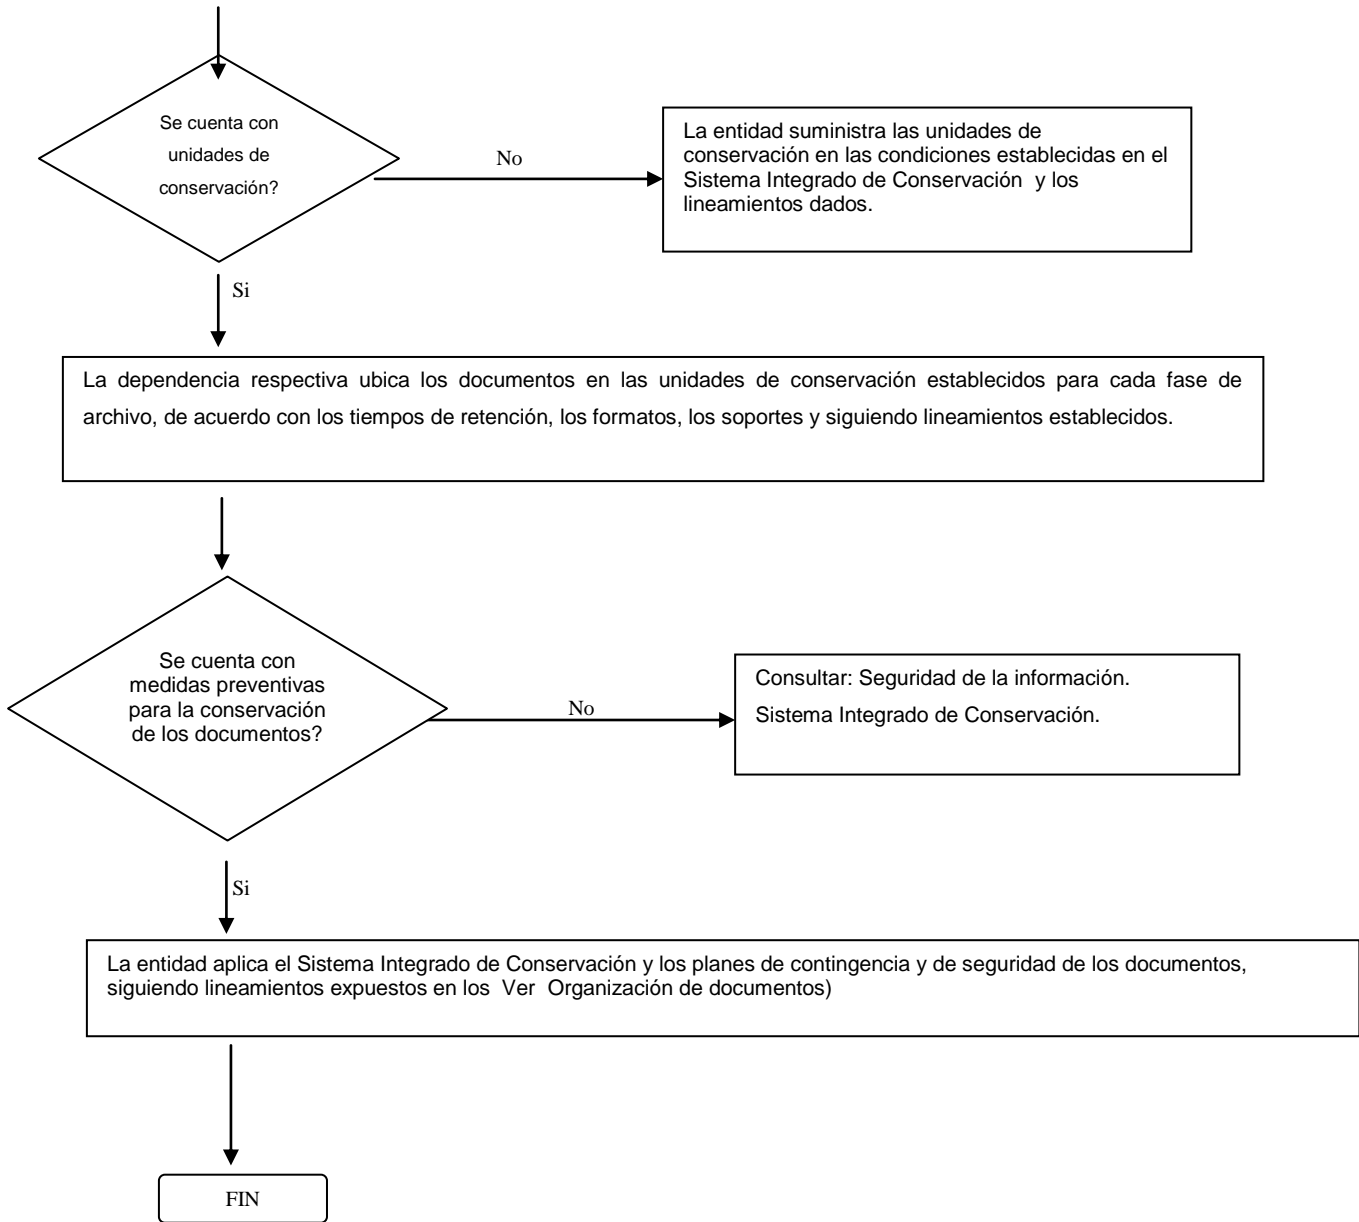 Se cuenta con
unidades de
conservación?
No
La entidad suministra las unidades de
conservación en las condiciones establecidas en el
Sistema Integrado de Conservación y los
lineamientos dados.
Si
La dependencia respectiva ubica los documentos en las unidades de conservación establecidos para cada fase de
archivo, de acuerdo con los tiempos de retención, los formatos, los soportes y siguiendo lineamientos establecidos.
Se cuenta con
medidas preventivas
para la conservación
de los documentos?
No
Consultar: Seguridad de la información.
Sistema Integrado de Conservación.
Si
La entidad aplica el Sistema Integrado de Conservación y los planes de contingencia y de seguridad de los documentos,
siguiendo lineamientos expuestos en los Ver Organización de documentos)
FIN